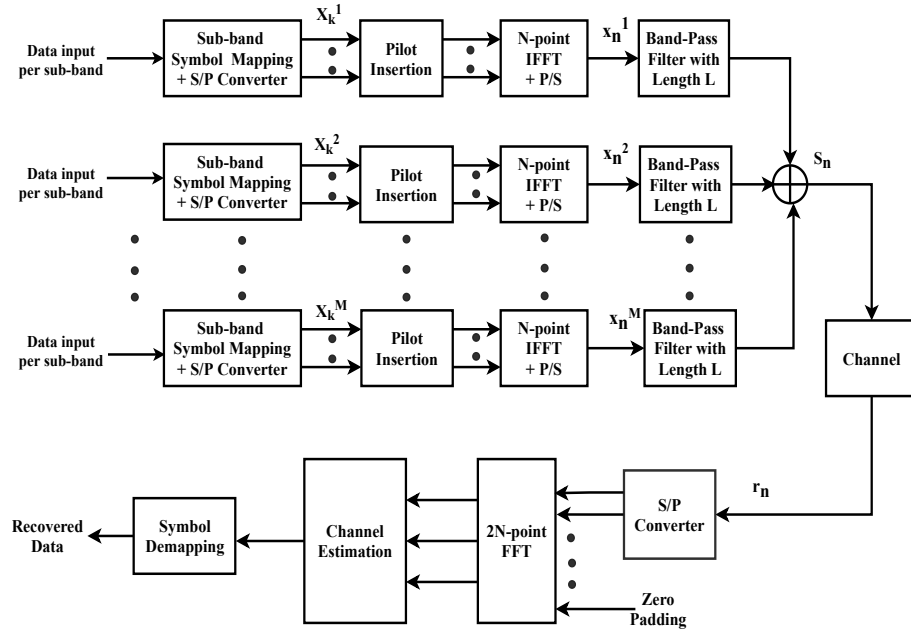 Data input
per sub-band
Sub-band
Symbol Mapping
+ S/P Converter
X_k^1
Pilot
Insertion
N-point
IFFT
+ P/S
x_n^1
Band-Pass
Filter with
Length L
Data input
per sub-band
Sub-band
Symbol Mapping
+ S/P Converter
X_k^2
Pilot
Insertion
N-point
IFFT
+ P/S
x_n^2
Band-Pass
Filter with
Length L
S_n
Data input
per sub-band
Sub-band
Symbol Mapping
+ S/P Converter
X_k^M
Pilot
Insertion
N-point
IFFT
+ P/S
x_n^M
Band-Pass
Filter with
Length L
Channel
r_n
S/P
Converter
Zero
Padding
2N-point
FFT
Channel
Estimation
Symbol
Demapping
Recovered
Data